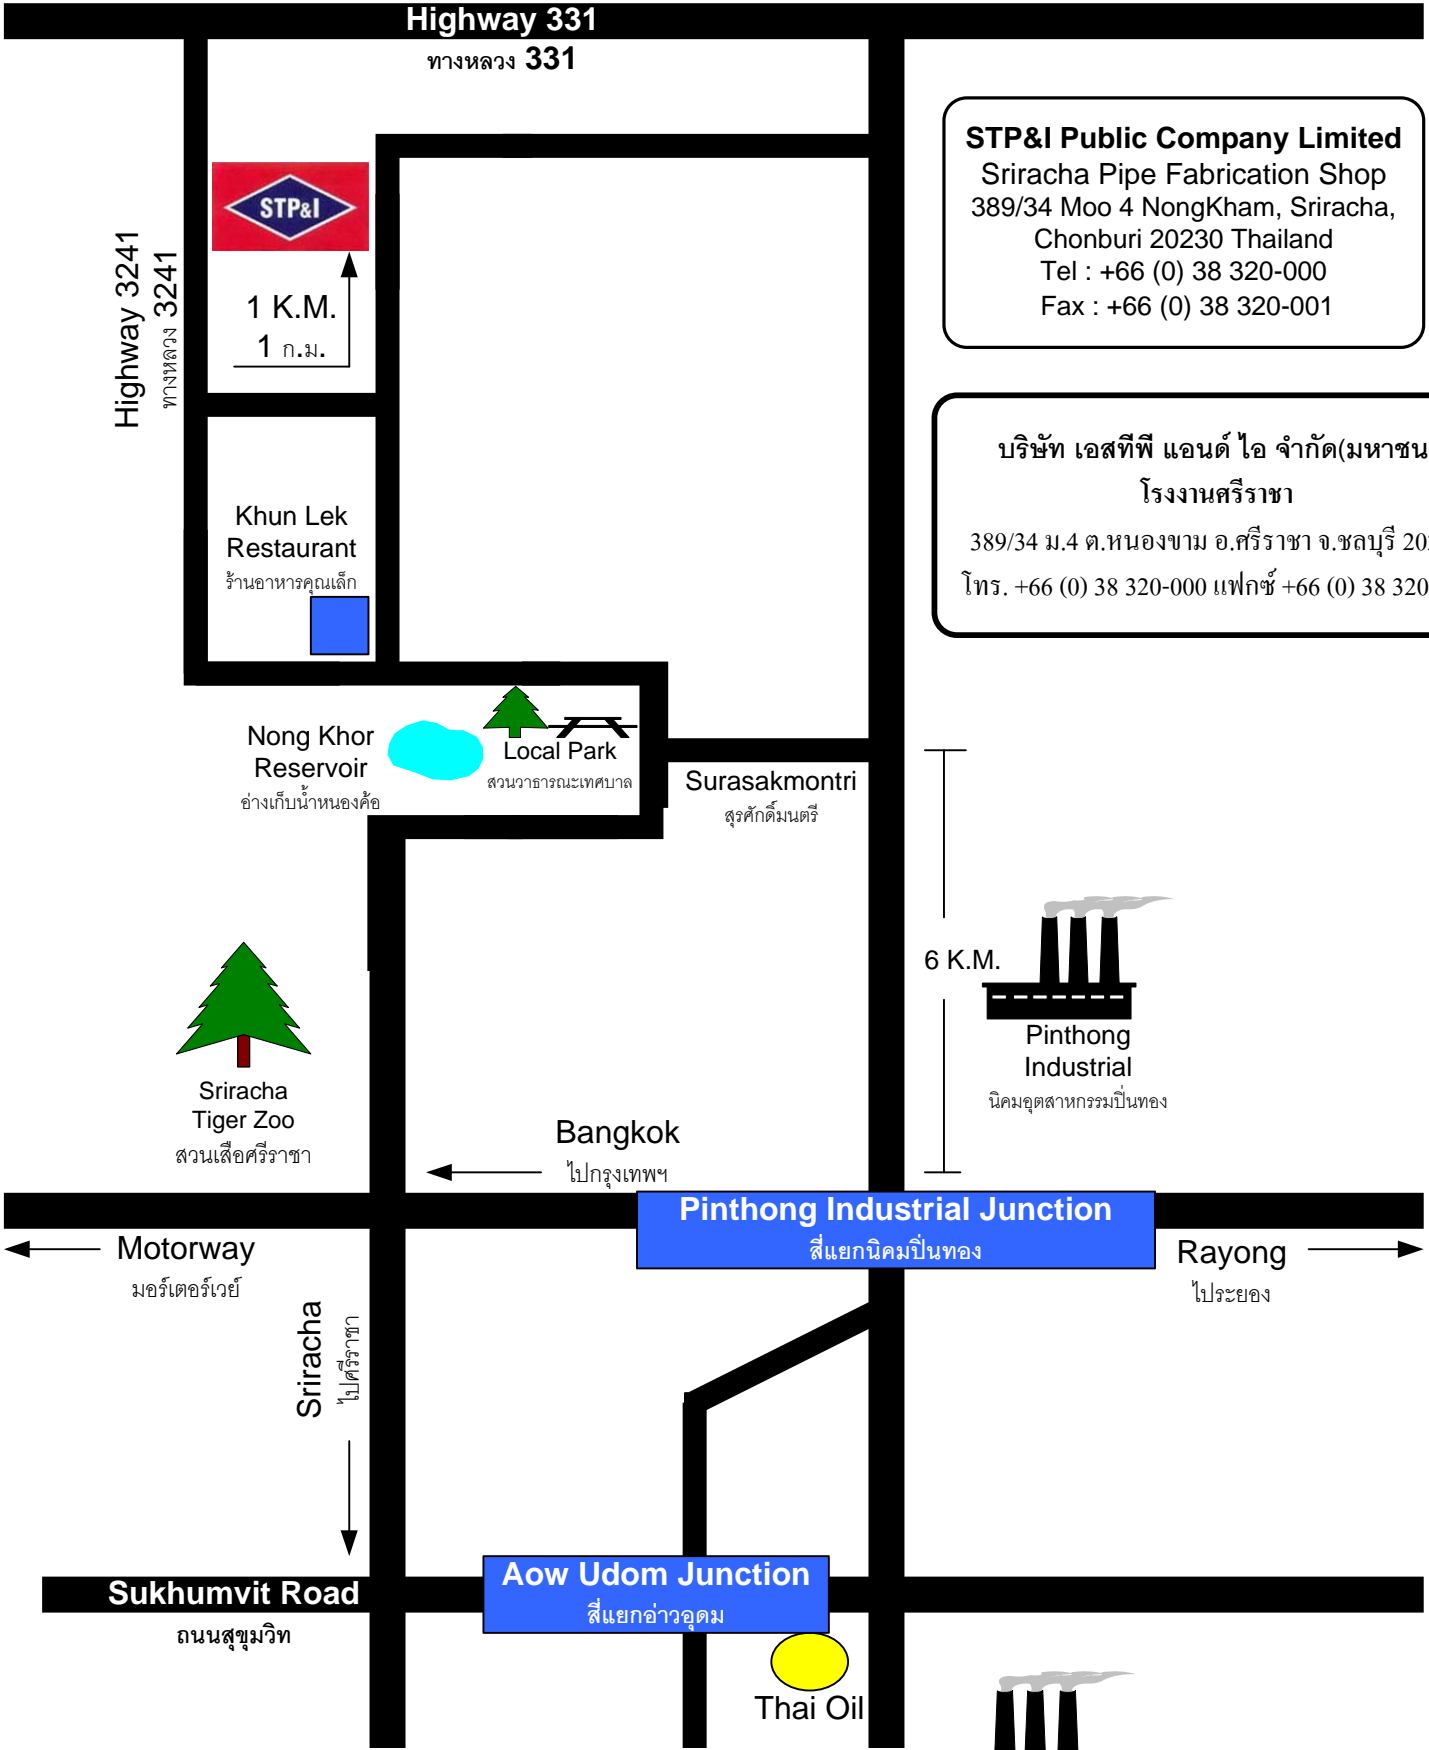 Highway 331
ทางหลวง 331
STP&I Public Company Limited
Sriracha Pipe Fabrication Shop
389/34 Moo 4 NongKham, Sriracha,
Chonburi 20230 Thailand
Tel : +66 (0) 38 320-000
Fax : +66 (0) 38 320-001
STP&I
Highway 3241
ทางหลวง 3241
1 K.M.
1 ก.ม.
บริษัท เอสทีพี แอนด์ ไอ จำกัด(มหาชน
โรงงานศรีราชา
389/34 ม.4 ต.หนองขาม อ.ศรีราชา จ.ชลบุรี 20
โทร. +66 (0) 38 320-000 แฟกซ์ +66 (0) 38 320
Khun Lek
Restaurant
ร้านอาหารคุณเล็ก
Nong Khor
Reservoir
อ่างเก็บน้ำหนองค้อ
Local Park
สวนวาธารณะเทศบาล
Surasakmontri
สุรศักดิ์มนตรี
6 K.M.
Pinthong
Industrial
นิคมอุตสาหกรรมปิ่นทอง
Sriracha
Tiger Zoo
สวนเสือศรีราชา
Bangkok
ไปกรุงเทพฯ
Pinthong Industrial Junction
สี่แยกนิคมปิ่นทอง
Motorway
มอร์เตอร์เวย์
Rayong
ไประยอง
Sriracha
ไปศรีราชา
Aow Udom Junction
สี่แยกอ่าวอุดม
Sukhumvit Road
ถนนสุขุมวิท
Thai Oil